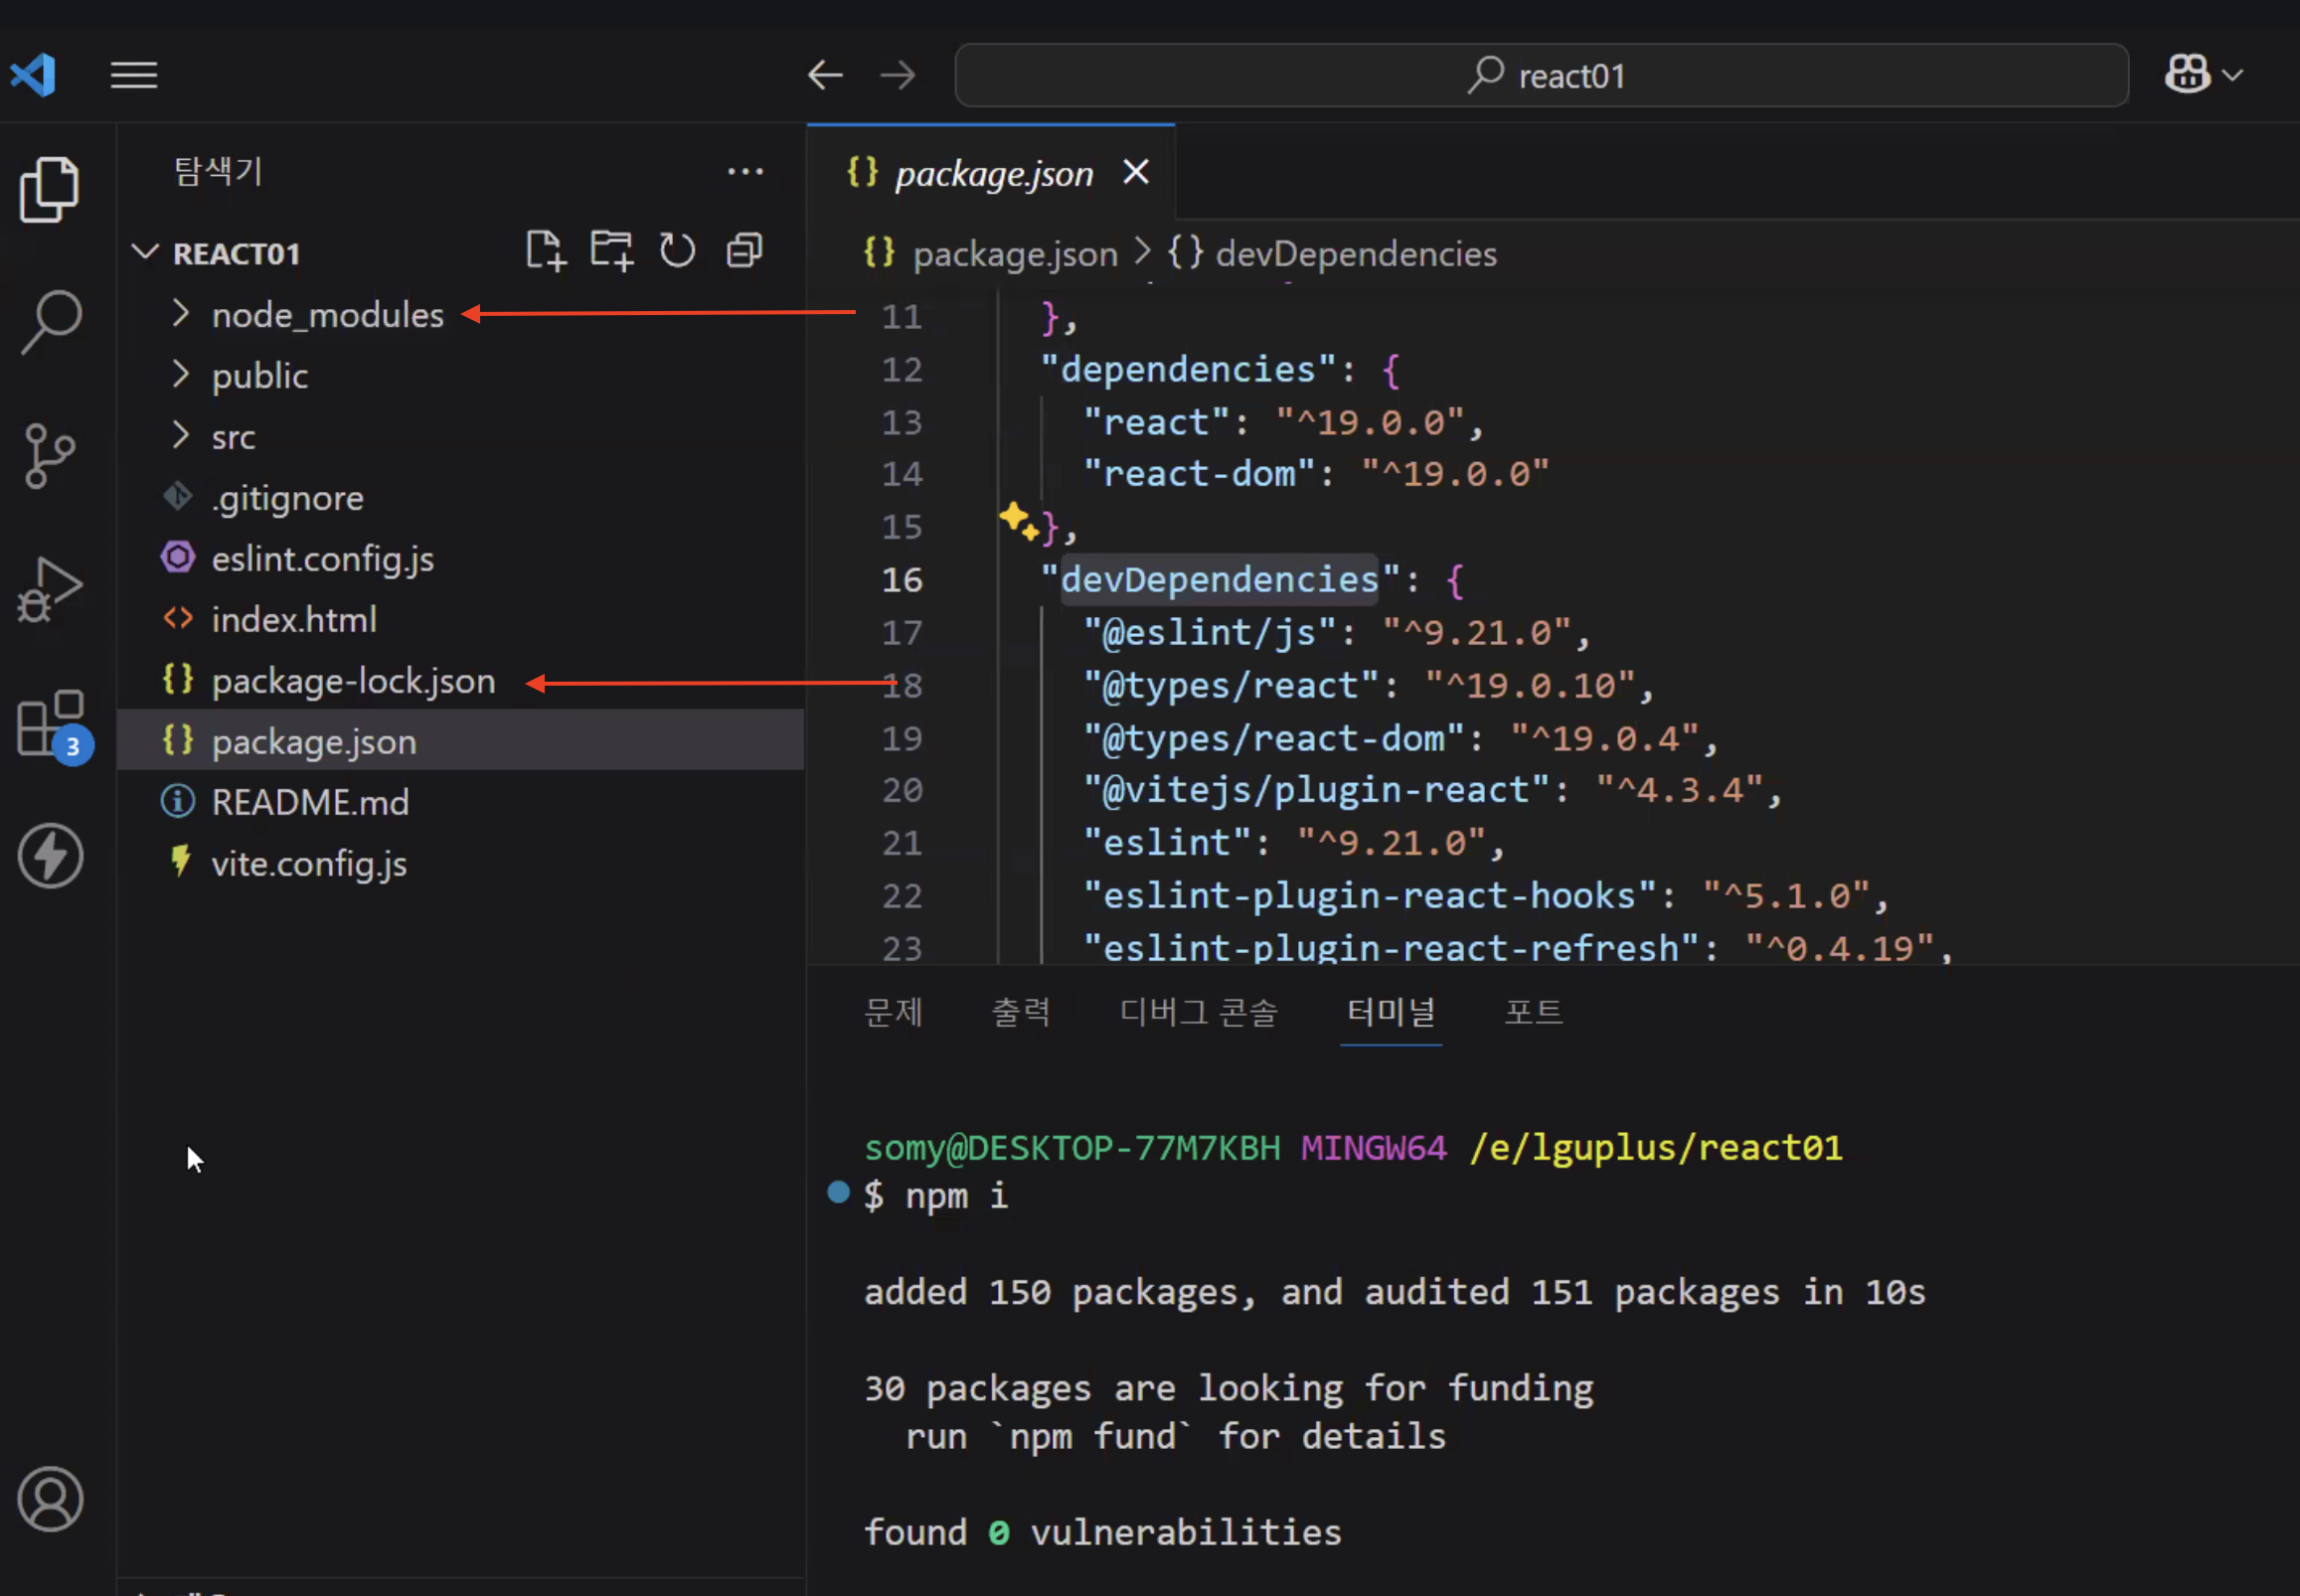 react01
탐색기
REACT01
node_modules
public
src
.gitignore
eslint.config.js
index.html
package-lock.json
package.json
README.md
vite.config.js
3
{} package.json
{} package.json > {} devDependencies
11 },
12 "dependencies": {
13 "react": "^19.0.0",
14 "react-dom": "^19.0.0"
15 },
16 "devDependencies": {
17 "@eslint/js": "^9.21.0",
18 "@types/react": "^19.0.10",
19 "@types/react-dom": "^19.0.4",
20 "@vitejs/plugin-react": "^4.3.4",
21 "eslint": "^9.21.0",
22 "eslint-plugin-react-hooks": "^5.1.0",
23 "eslint-plugin-react-refresh": "^0.4.19",
문제 출력 디버그 콘솔 터미널 포트
somy@DESKTOP-77M7KBH MINGW64 /e/lguplus/react01
$ npm i
added 150 packages, and audited 151 packages in 10s
30 packages are looking for funding
run `npm fund` for details
found 0 vulnerabilities